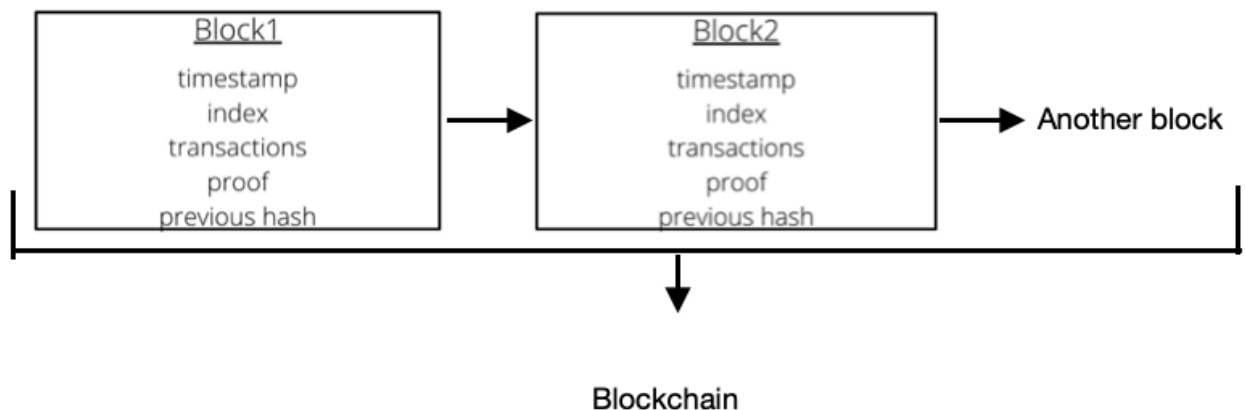 Block1
timestamp
index
transactions
proof
previous hash
Block2
timestamp
index
transactions
proof
previous hash
Another block
Blockchain